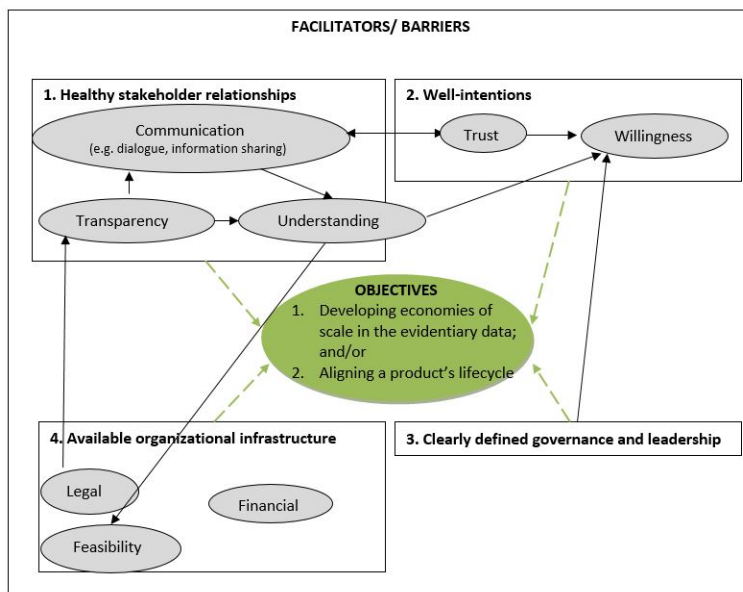 FACILITATORS/ BARRIERS
1. Healthy stakeholder relationships
Communication
(e.g. dialogue, information sharing)
Transparency
Understanding
2. Well-intentions
Trust
Willingness
OBJECTIVES
1. Developing economies of
scale in the evidentiary data;
and/or
2. Aligning a product's lifecycle
4. Available organizational infrastructure
Legal
Financial
Feasibility
3. Clearly defined governance and leadership